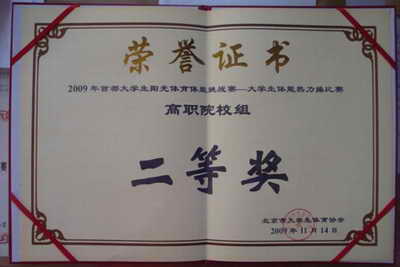 荣誉证书
2009年首都大学生阳光体育体能挑战赛—大学生体能热力操比赛
高职院校组
二等奖
北京市大学生体育协会
2009年11月14日